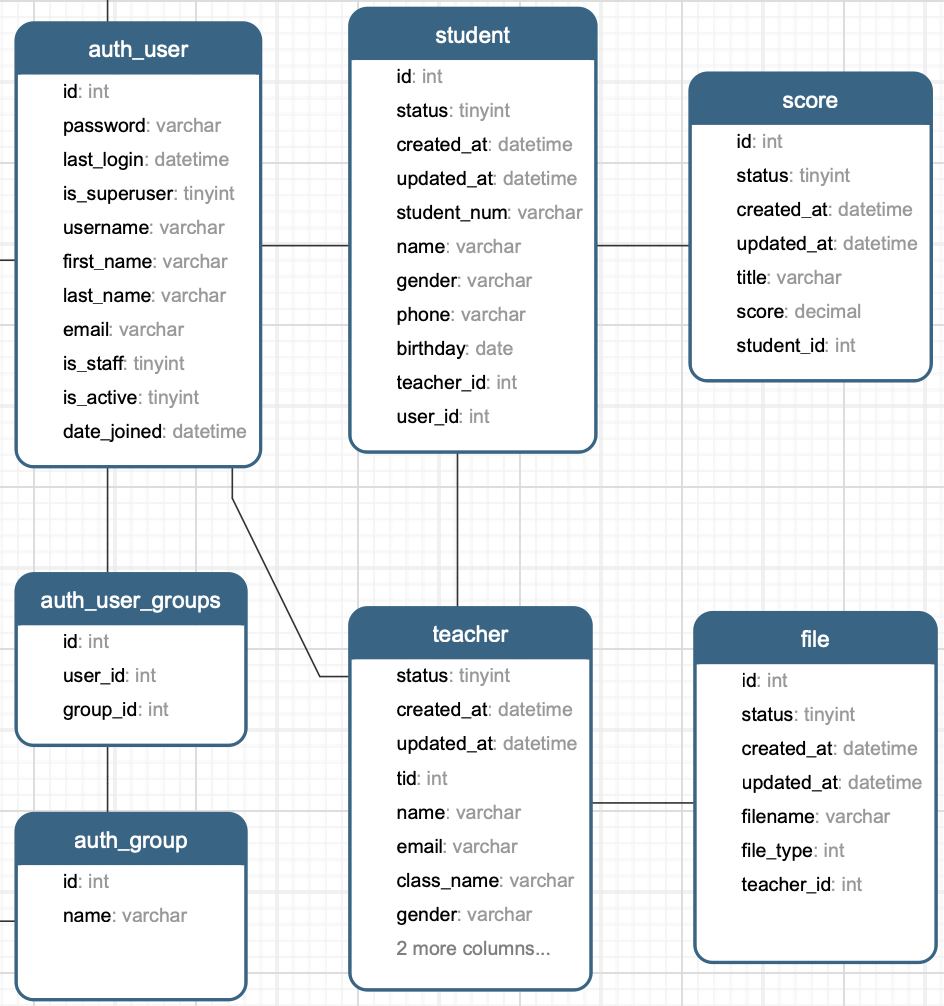 auth_user
id: int
password: varchar
last_login: datetime
is_superuser: tinyint
username: varchar
first_name: varchar
last_name: varchar
email: varchar
is_staff: tinyint
is_active: tinyint
date_joined: datetime
student
id: int
status: tinyint
created_at: datetime
updated_at: datetime
student_num: varchar
name: varchar
gender: varchar
phone: varchar
birthday: date
teacher_id: int
user_id: int
score
id: int
status: tinyint
created_at: datetime
updated_at: datetime
title: varchar
score: decimal
student_id: int
auth_user_groups
id: int
user_id: int
group_id: int
teacher
status: tinyint
created_at: datetime
updated_at: datetime
tid: int
name: varchar
email: varchar
class_name: varchar
gender: varchar
2 more columns...
file
id: int
status: tinyint
created_at: datetime
updated_at: datetime
filename: varchar
file_type: int
teacher_id: int
auth_group
id: int
name: varchar